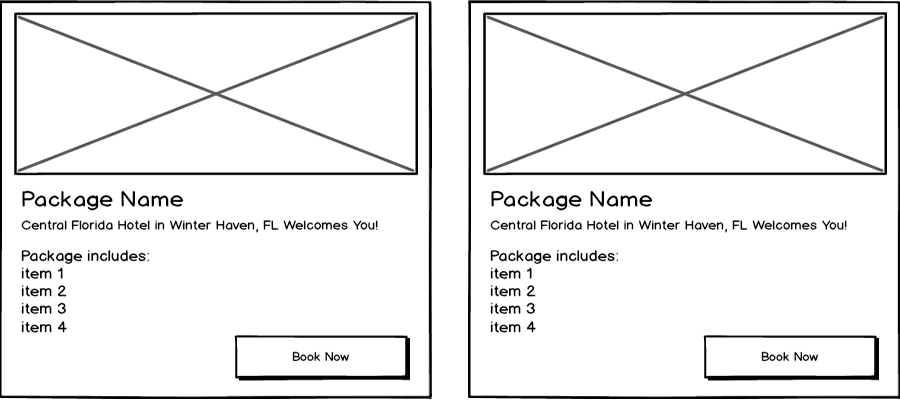 Package Name
Central Florida Hotel in Winter Haven, FL Welcomes You!
Package includes:
item 1
item 2
item 3
item 4
Book Now
Package Name
Central Florida Hotel in Winter Haven, FL Welcomes You!
Package includes:
item 1
item 2
item 3
item 4
Book Now